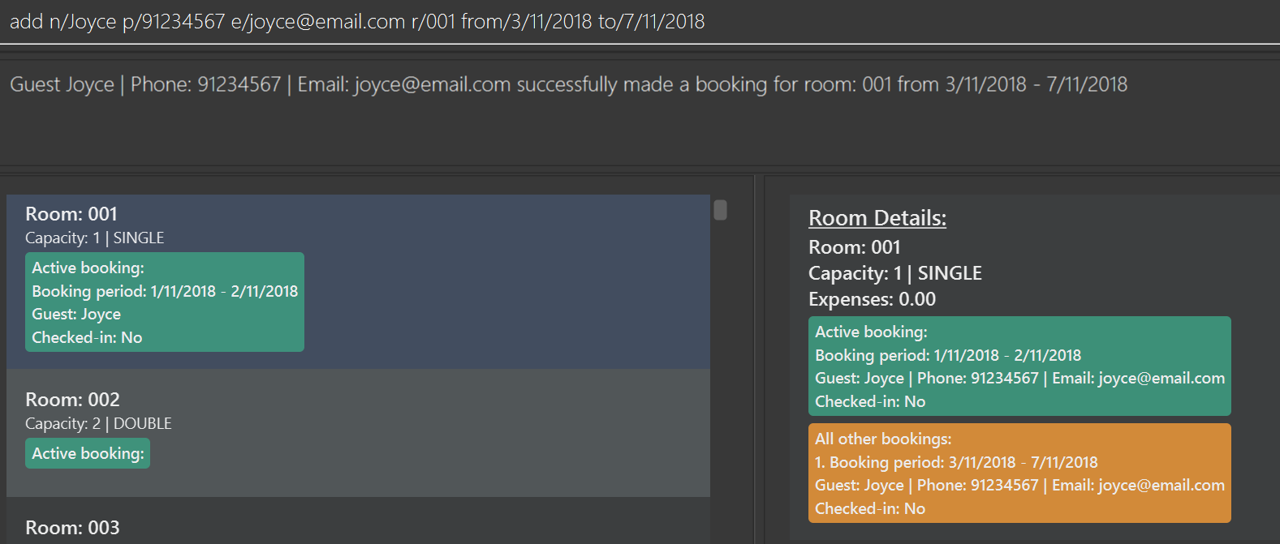 add n/Joyce p/91234567 e/joyce@email.com r/001 from/3/11/2018 to/7/11/2018
Guest Joyce | Phone: 91234567 | Email: joyce@email.com successfully made a booking for room: 001 from 3/11/2018 - 7/11/2018
Room: 001
Capacity: 1 | SINGLE
Active booking:
Booking period: 1/11/2018 - 2/11/2018
Guest: Joyce
Checked-in: No
Room: 002
Capacity: 2 | DOUBLE
Active booking:
Room: 003
Room Details:
Room: 001
Capacity: 1 | SINGLE
Expenses: 0.00
Active booking:
Booking period: 1/11/2018 - 2/11/2018
Guest: Joyce | Phone: 91234567 | Email: joyce@email.com
Checked-in: No
All other bookings:
1. Booking period: 3/11/2018 - 7/11/2018
Guest: Joyce | Phone: 91234567 | Email: joyce@email.com
Checked-in: No